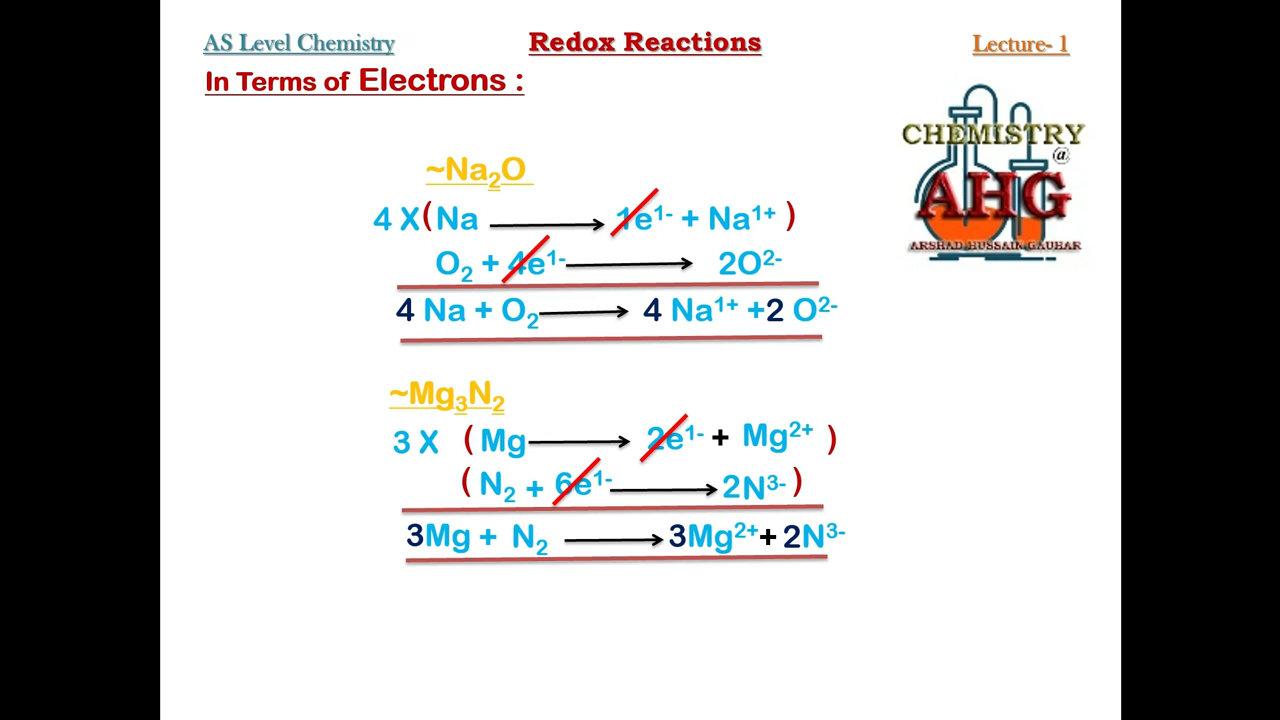 AS Level Chemistry Redox Reactions Lecture- 1
In Terms of Electrons :
CHEMISTRY
@
AHG
ARSHAD HUSSAIN GAUHAR
~Na₂O
4 X ( Na ⟶ 1e¹⁻ + Na¹⁺ )
O₂ + 4e¹⁻ ⟶ 2O²⁻
4 Na + O₂ ⟶ 4 Na¹⁺ +2 O²⁻
~Mg₃N₂
3 X ( Mg ⟶ 2e¹⁻ + Mg²⁺ )
( N₂ + 6e¹⁻ ⟶ 2N³⁻ )
3Mg + N₂ ⟶ 3Mg²⁺ + 2N³⁻